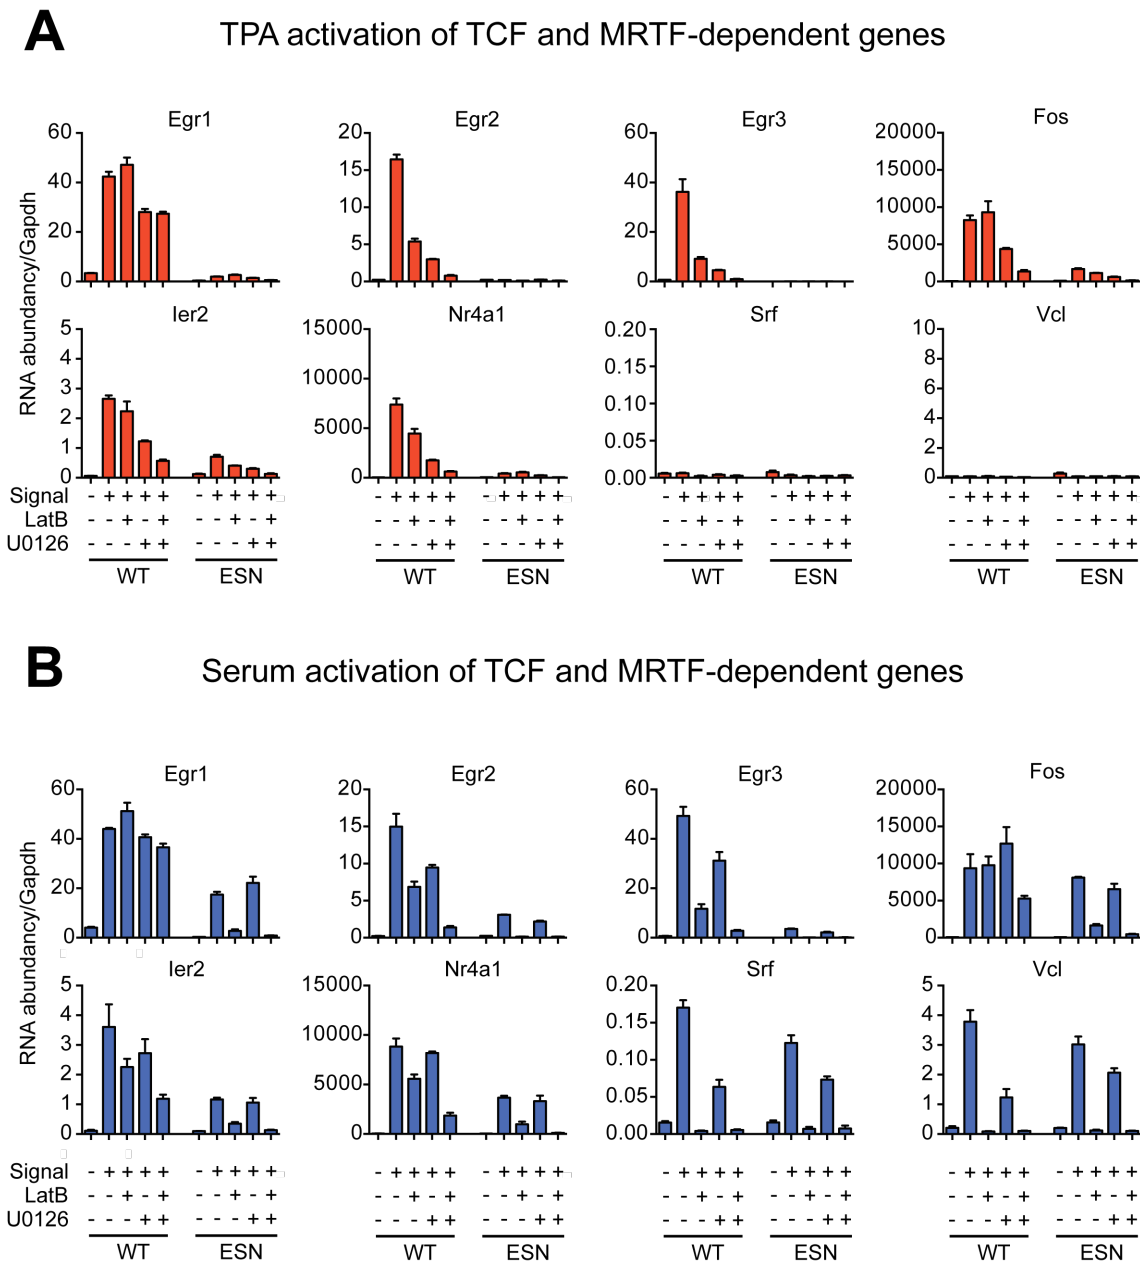 A
TPA activation of TCF and MRTF-dependent genes
Egr1 Egr2 Egr3 Fos
60 20 60 20000
40 15 40 15000
20 10 20 10000
0 5 0 5000
0 0
RNA abundancy/Gapdh
Ier2 Nr4a1 Srf Vcl
5 15000 0.20 10
4 10000 0.15 8
3 5000 0.10 6
2 0 0.05 4
1 0.00 2
0 0
RNA abundancy/Gapdh
Signal - + + + + - + + + + - + + + + - + + + + - + + + + - + + + + - + + + + - + + + +
LatB - - + - + - - + - + - - + - + - - + - + - - + - + - - + - + - - + - + - - + - +
U0126 - - - + + - - - + + - - - + + - - - + + - - - + + - - - + + - - - + + - - - + +
WT ESN WT ESN WT ESN WT ESN
B
Serum activation of TCF and MRTF-dependent genes
Egr1 Egr2 Egr3 Fos
60 20 60 20000
40 15 40 15000
20 10 20 10000
0 5 0 5000
0 0
RNA abundancy/Gapdh
Ier2 Nr4a1 Srf Vcl
5 15000 0.20 5
4 10000 0.15 4
3 5000 0.10 3
2 0 0.05 2
1 0.00 1
0 0
Signal - + + + + - + + + + - + + + + - + + + + - + + + + - + + + + - + + + + - + + + +
LatB - - + - + - - + - + - - + - + - - + - + - - + - + - - + - + - - + - + - - + - +
U0126 - - - + + - - - + + - - - + + - - - + + - - - + + - - - + + - - - + + - - - + +
WT ESN WT ESN WT ESN WT ESN